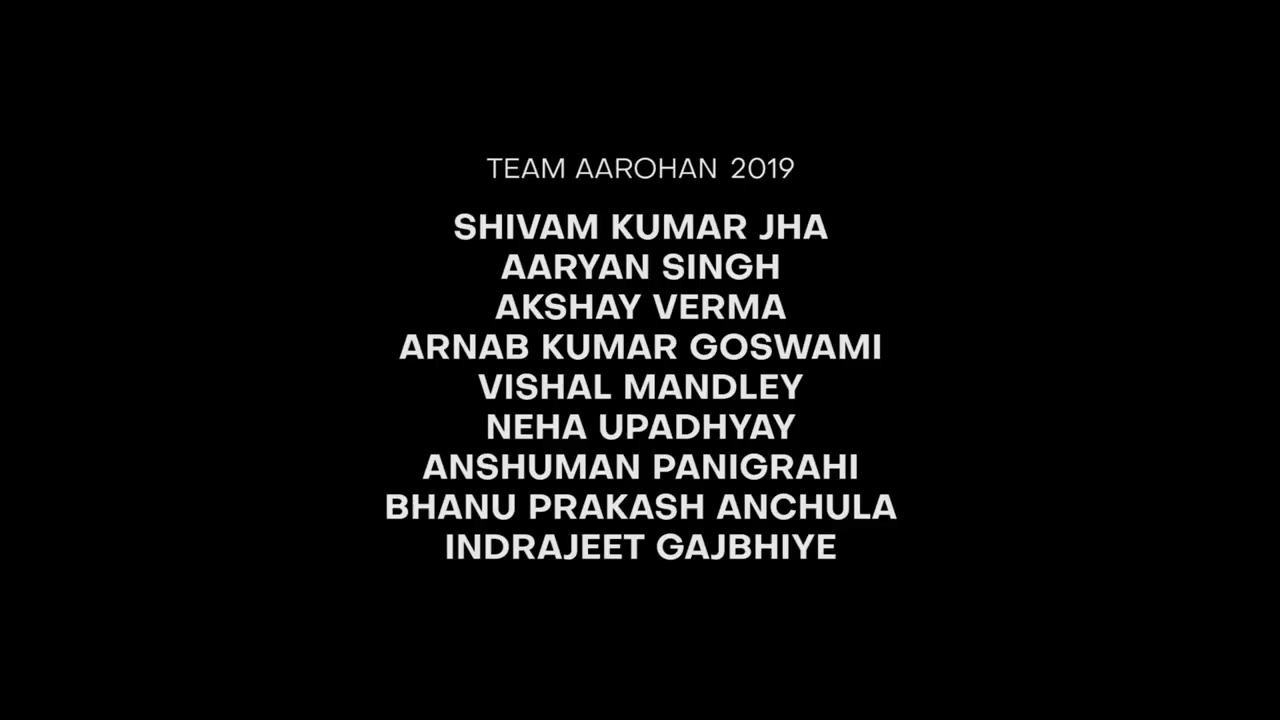 TEAM AAROHAN 2019
SHIVAM KUMAR JHA
AARYAN SINGH
AKSHAY VERMA
ARNAB KUMAR GOSWAMI
VISHAL MANDLEY
NEHA UPADHYAY
ANSHUMAN PANIGRAHI
BHANU PRAKASH ANCHULA
INDRAJEET GAJBHIYE